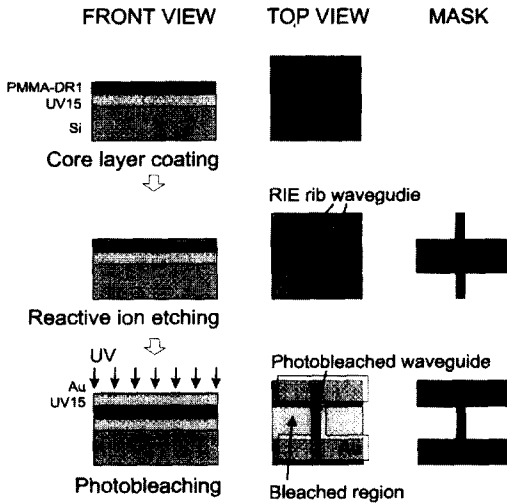 FRONT VIEW
TOP VIEW
MASK
PMMA-DR1
UV15
Si
Core layer coating
RIE rib wavegudie
Reactive ion etching
UV
Au
UV15
Photobleached waveguide
Photobleaching
Bleached region